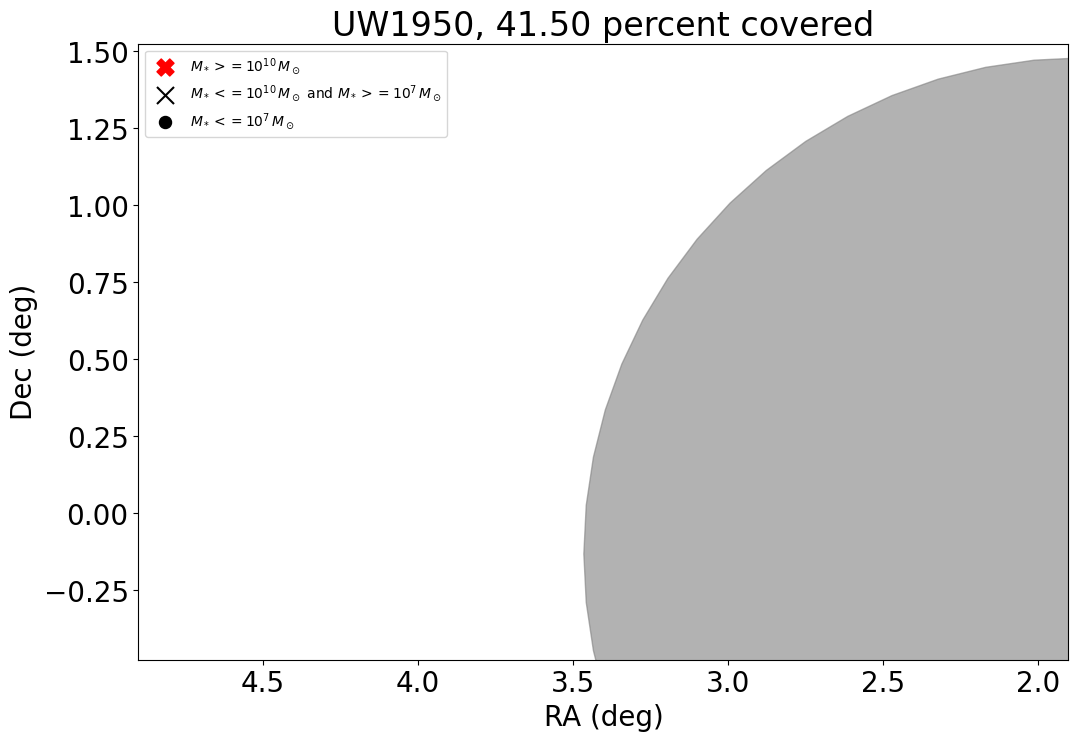 UW1950, 41.50 percent covered
1.50
1.25
1.00
0.75
0.50
0.25
0.00
−0.25
Dec (deg)
M* >= 10^10 M⊙
M* <= 10^10 M⊙ and M* >= 10^7 M⊙
M* <= 10^7 M⊙
4.5 4.0 3.5 3.0 2.5 2.0
RA (deg)